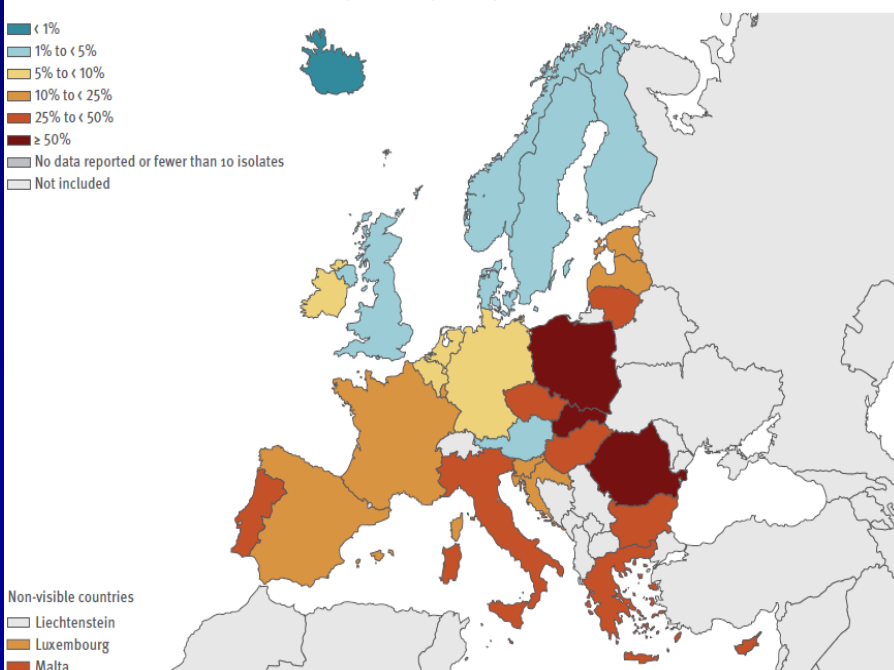 < 1%
1% to < 5%
5% to < 10%
10% to < 25%
25% to < 50%
≥ 50%
No data reported or fewer than 10 isolates
Not included
Non-visible countries
Liechtenstein
Luxembourg
Malta